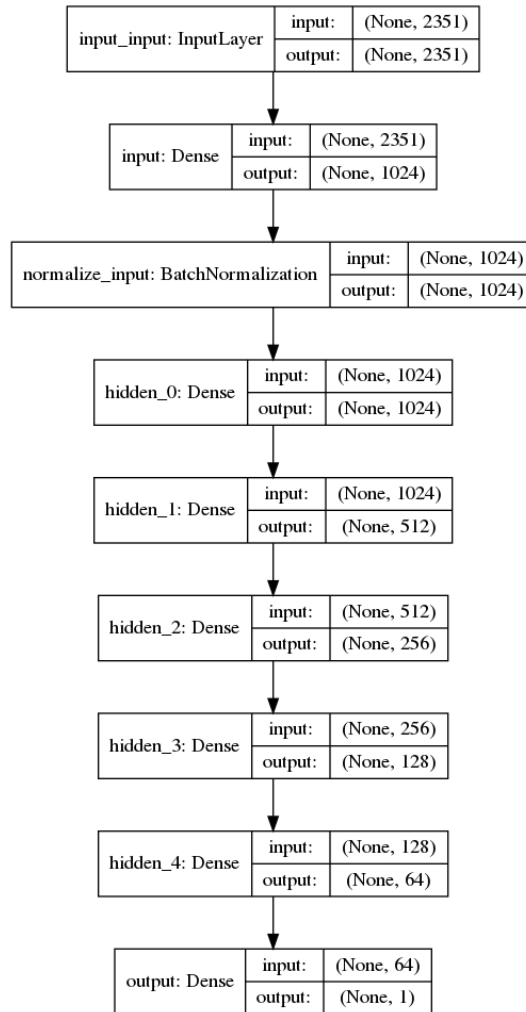 input_input: InputLayer
input: (None, 2351)
output: (None, 2351)
input: Dense
input: (None, 2351)
output: (None, 1024)
normalize_input: BatchNormalization
input: (None, 1024)
output: (None, 1024)
hidden_0: Dense
input: (None, 1024)
output: (None, 1024)
hidden_1: Dense
input: (None, 1024)
output: (None, 512)
hidden_2: Dense
input: (None, 512)
output: (None, 256)
hidden_3: Dense
input: (None, 256)
output: (None, 128)
hidden_4: Dense
input: (None, 128)
output: (None, 64)
output: Dense
input: (None, 64)
output: (None, 1)